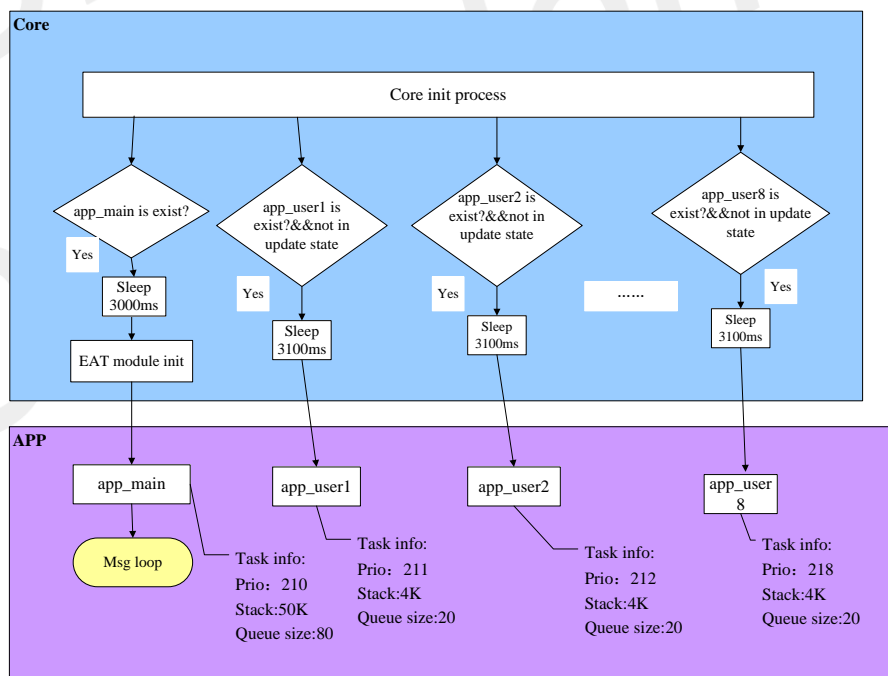 Core
Core init process
app_main is exist?
app_user1 is
exist?&&not in
update state
app_user2 is
exist?&&not in
update state
app_user8 is
exist?&&not in update
state
Yes
Yes
Yes
Yes
Sleep
3000ms
Sleep
3100ms
Sleep
3100ms
......
Sleep
3100ms
EAT module init
APP
app_main
app_user1
app_user2
app_user
8
Msg loop
Task info:
Prio：210
Stack:50K
Queue size:80
Task info:
Prio：211
Stack:4K
Queue size:20
Task info:
Prio：212
Stack:4K
Queue size:20
Task info:
Prio：218
Stack:4K
Queue size:20